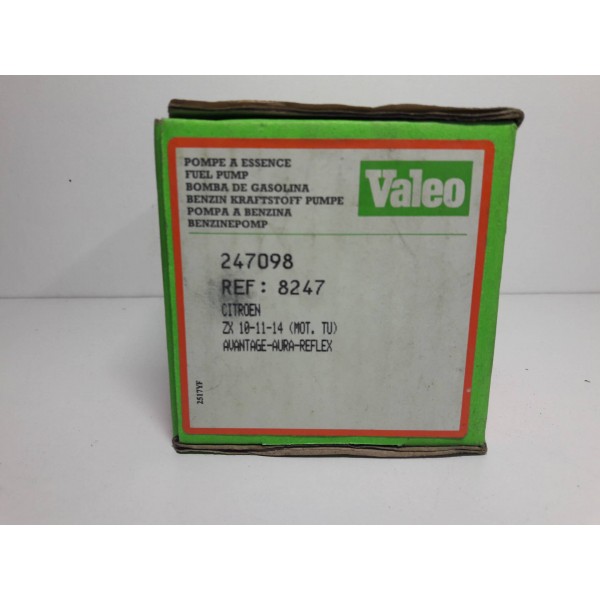 POMPE A ESSENCE
FUEL PUMP
BOMBA DE GASOLINA
BENZIN KRAFTSTOFF PUMPE
POMPA A BENZINA
BENZINEPOMP
Valeo
247098
REF: 8247
CITROEN
ZX 10-11-14 (MOT. TU)
AVANTAGE-AURA-REFLEX
2517YF